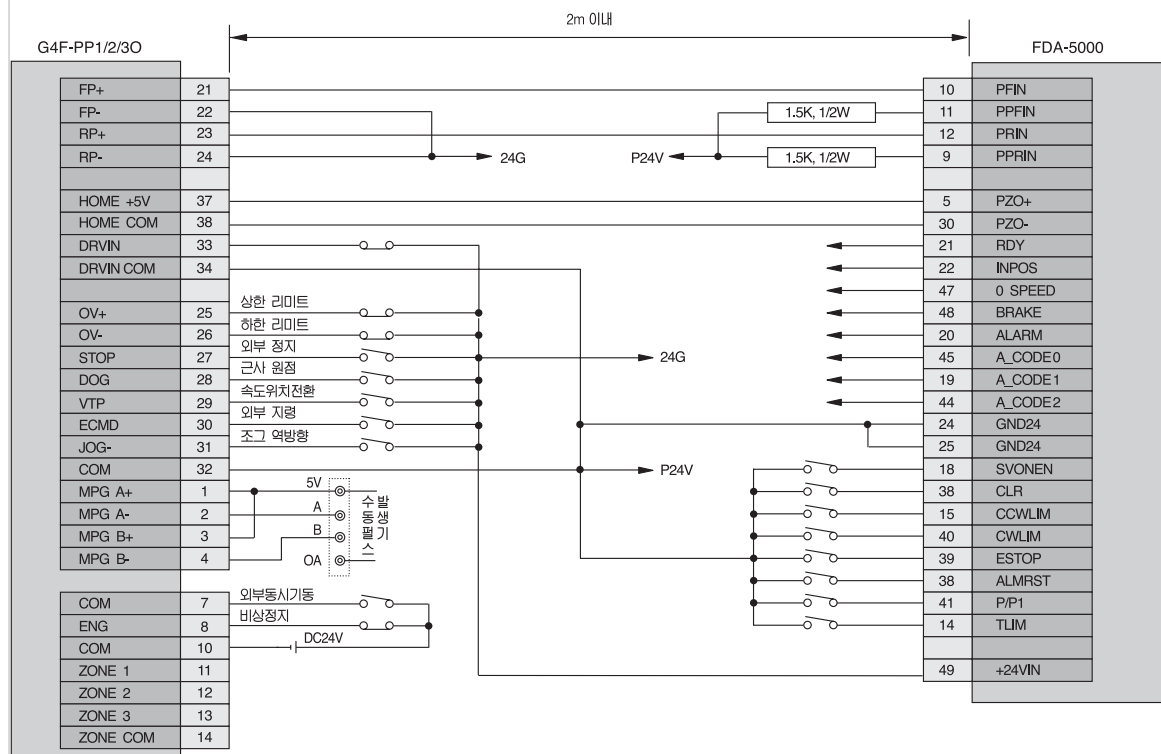 2m 이내
G4F-PP1/2/3O
FDA-5000
FP+ 21 10 PFIN
FP- 22 1.5K, 1/2W 11 PPFIN
RP+ 23 12 PRIN
RP- 24 24G P24V 1.5K, 1/2W 9 PPRIN
HOME +5V 37 5 PZO+
HOME COM 38 30 PZO-
DRVIN 33 21 RDY
DRVIN COM 34 22 INPOS
47 0 SPEED
상한 리미트
OV+ 25 48 BRAKE
하한 리미트
OV- 26 20 ALARM
외부 정지
STOP 27 24G 45 A_CODE0
근사 원점
DOG 28 19 A_CODE1
속도위치전환
VTP 29 44 A_CODE2
외부 지령
ECMD 30 24 GND24
조그 역방향
JOG- 31 25 GND24
COM 32 P24V 18 SVONEN
MPG A+ 1 5V 38 CLR
MPG A- 2 A 15 CCWLIM
MPG B+ 3 B 40 CWLIM
MPG B- 4 OA 39 ESTOP
수동펄스
발생기
38 ALMRST
외부동시기동
COM 7 41 P/P1
비상정지
ENG 8 14 TLIM
DC24V
COM 10
ZONE 1 11 49 +24VIN
ZONE 2 12
ZONE 3 13
ZONE COM 14